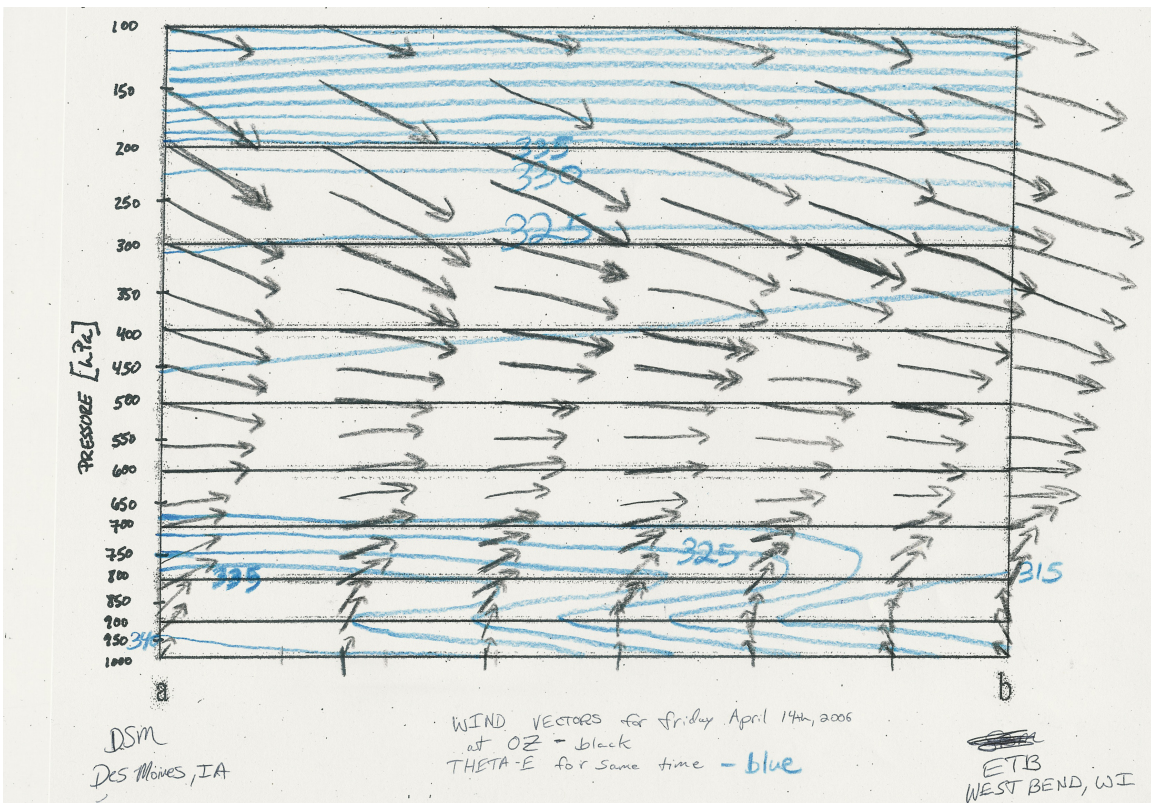 100
150
200
250
300
350
400
450
500
550
600
650
700
750
800
850
900
950
1000
PRESSURE [hPa]
335
330
325
325
325
315
a
b
DSM
Des Moines, IA
WIND VECTORS for friday April 14th, 2006
at 0Z - black
THETA-E for same time - blue
ETB
WEST BEND, WI